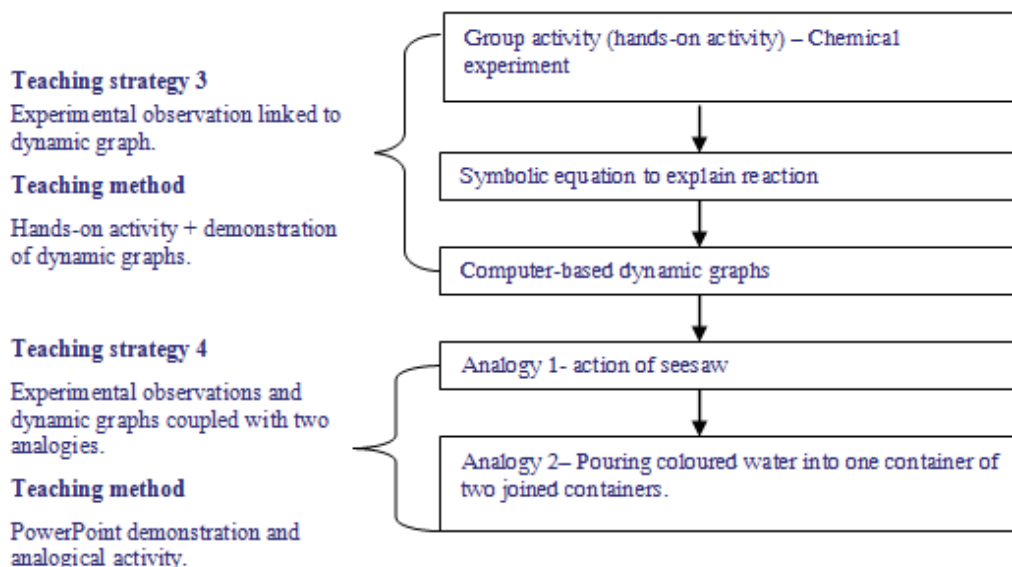 Group activity (hands-on activity) – Chemical
experiment
Teaching strategy 3
Experimental observation linked to
dynamic graph.
Teaching method
Hands-on activity + demonstration
of dynamic graphs.
Symbolic equation to explain reaction
Computer-based dynamic graphs
Teaching strategy 4
Experimental observations and
dynamic graphs coupled with two
analogies.
Teaching method
PowerPoint demonstration and
analogical activity.
Analogy 1- action of seesaw
Analogy 2– Pouring coloured water into one container of
two joined containers.